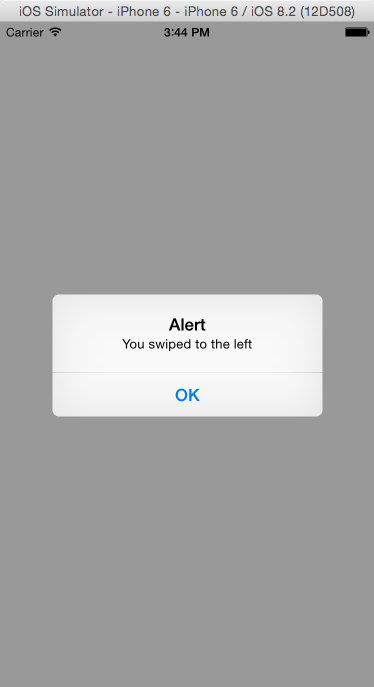 iOS Simulator - iPhone 6 - iPhone 6 / iOS 8.2 (12D508)
Carrier 3:44 PM
Alert
You swiped to the left
OK